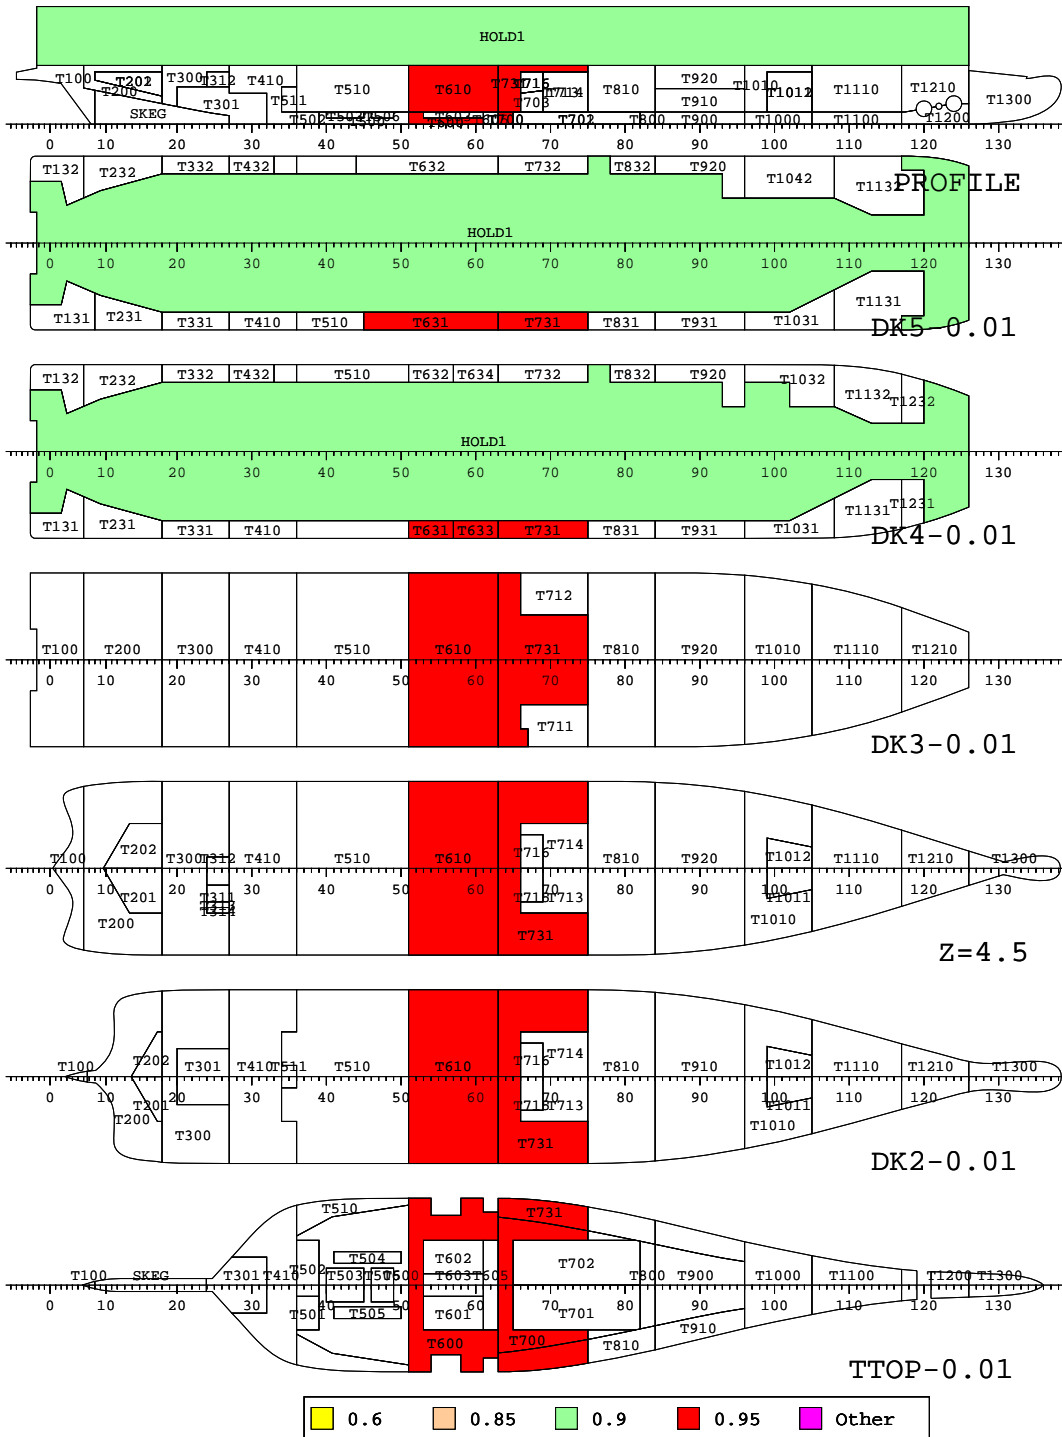 HOLD1
T100 T201 T202 T300 T312 T410 T510 T610 T731 T716 T714 T810 T920 T1010 T1012 T1110 T1210 T1300
T200 T301 T511 T703 T713 T910 T1200
SKEG T502 T503 T506 T500 T603 T600 T700 T701 T702 T800 T900 T1000 T1100
0 10 20 30 40 50 60 70 80 90 100 110 120 130
PROFILE
T132 T232 T332 T432 T632 T732 T832 T920 T1042 T1132
HOLD1
0 10 20 30 40 50 60 70 80 90 100 110 120 130
T131 T231 T331 T410 T510 T631 T731 T831 T931 T1031 T1131
DK5-0.01
T132 T232 T332 T432 T510 T632 T634 T732 T832 T920 T1032 T1132 T1232
HOLD1
0 10 20 30 40 50 60 70 80 90 100 110 120 130
T131 T231 T331 T410 T631 T633 T731 T831 T931 T1031 T1131 T1231
DK4-0.01
T712
T100 T200 T300 T410 T510 T610 T731 T810 T920 T1010 T1110 T1210
0 10 20 30 40 50 60 70 80 90 100 110 120 130
T711
DK3-0.01
T202 T716 T714
T100 T300 T312 T410 T510 T610 T810 T920 T1012 T1110 T1210 T1300
0 10 20 30 40 50 60 70 80 90 100 110 120 130
T201 T311 T314 T713 T1011
T200 T731 T1010
Z=4.5
T202 T716 T714
T100 T301 T410 T511 T510 T610 T810 T910 T1012 T1110 T1210 T1300
0 10 20 30 40 50 60 70 80 90 100 110 120 130
T201 T713 T1011
T200 T300 T731 T1010
DK2-0.01
T510 T731
T504 T602 T702
T100 SKEG T301 T410 T502 T503 T500 T603 T605 T800 T900 T1000 T1100 T1200 T1300
0 10 20 30 40 50 60 70 80 90 100 110 120 130
T501 T505 T601 T701 T910
T600 T700 T810
TTOP-0.01
0.6 0.85 0.9 0.95 Other